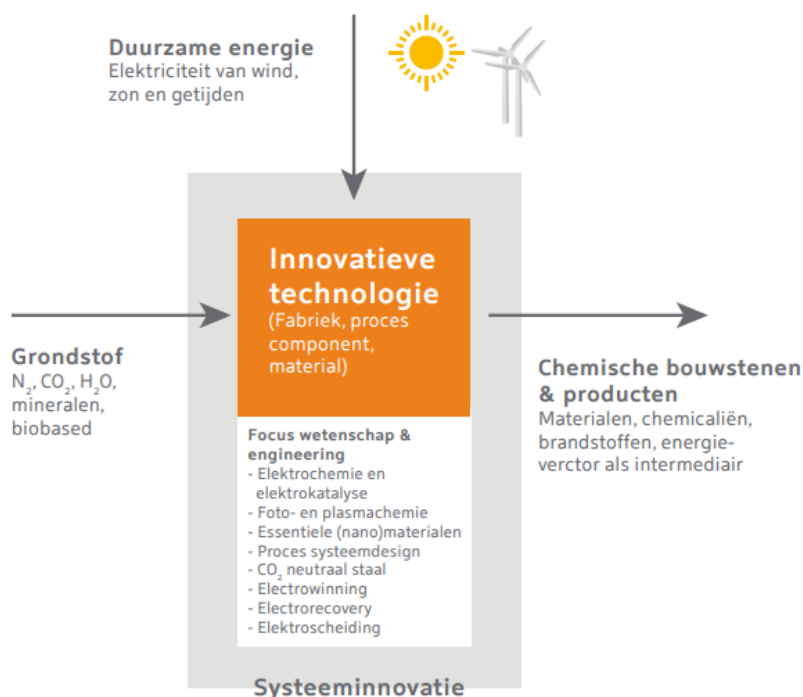 Duurzame energie
Elektriciteit van wind,
zon en getijden
Innovatieve
technologie
(Fabriek, proces
component,
material)
Grondstof
N₂, CO₂, H₂O,
mineralen,
biobased
Chemische bouwstenen
& producten
Materialen, chemicaliën,
brandstoffen, energie-
verctor als intermediair
Focus wetenschap &
engineering
- Elektrochemie en
elektrokatalyse
- Foto- en plasmachemie
- Essentiele (nano)materialen
- Proces systeemdesign
- CO₂ neutraal staal
- Electrowinning
- Electrorecovery
- Elektroscheiding
Systeeminnovatie